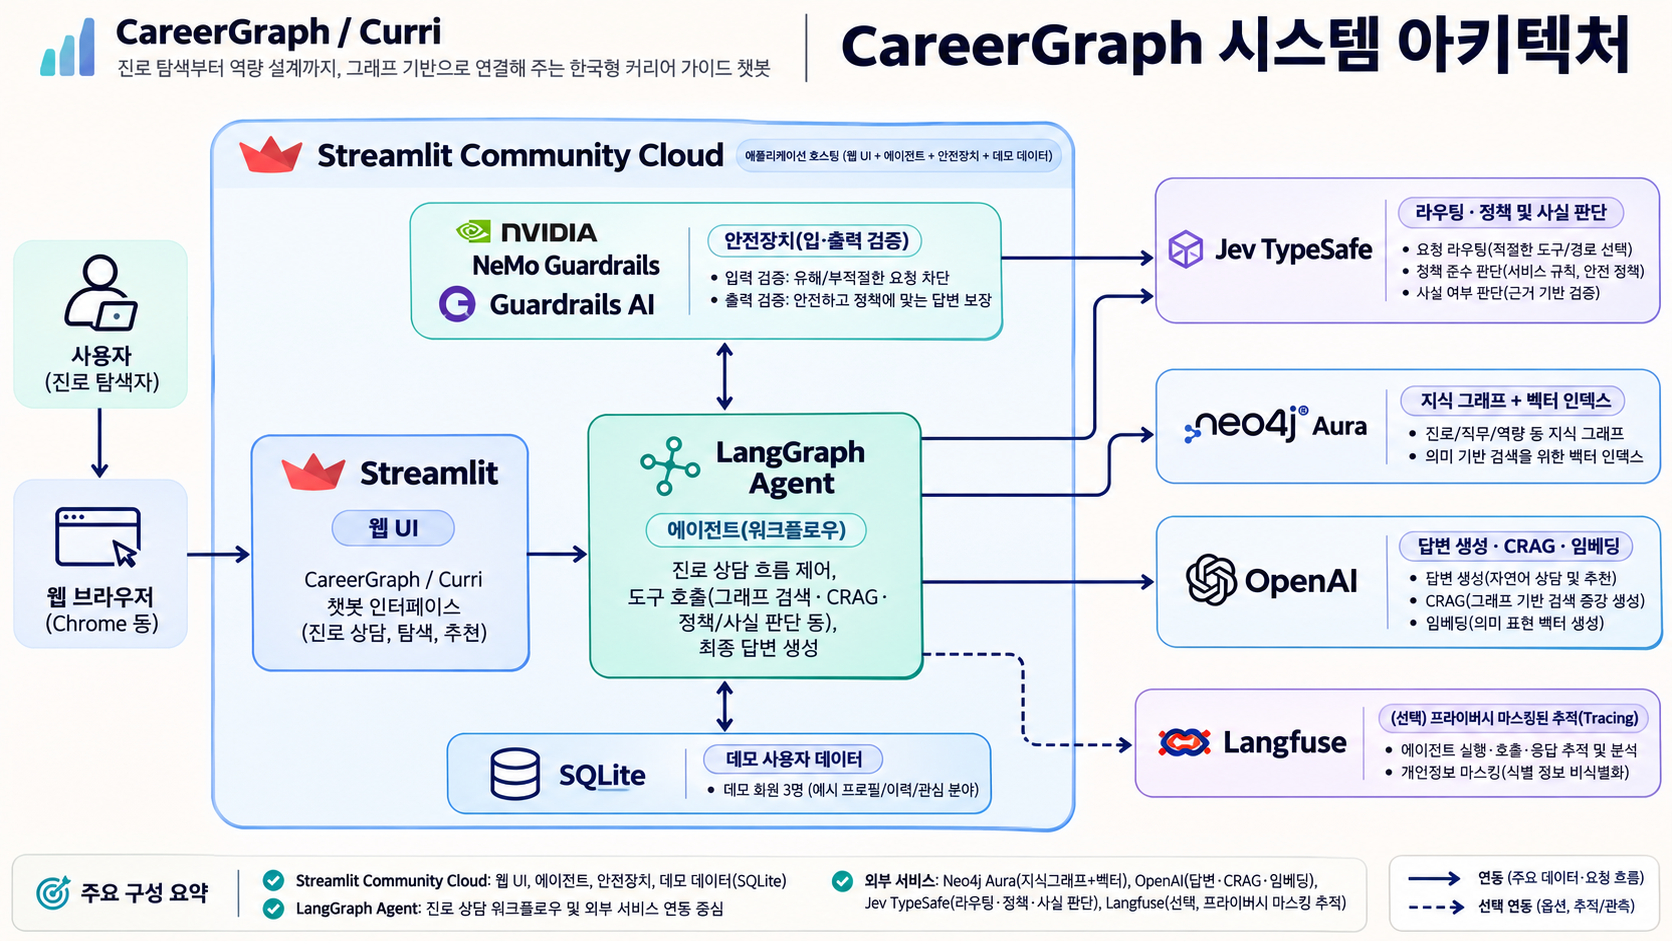 CareerGraph / Curri
진로 탐색부터 역량 설계까지, 그래프 기반으로 연결해 주는 한국형 커리어 가이드 챗봇
CareerGraph 시스템 아키텍처
Streamlit Community Cloud
애플리케이션 호스팅 (웹 UI + 에이전트 + 안전장치 + 데모 데이터)
사용자
(진로 탐색자)
웹 브라우저
(Chrome 동)
NVIDIA
NeMo Guardrails
Guardrails AI
안전장치(입·출력 검증)
• 입력 검증: 유해/부적절한 요청 차단
• 출력 검증: 안전하고 정책에 맞는 답변 보장
Streamlit
웹 UI
CareerGraph / Curri
챗봇 인터페이스
(진로 상담, 탐색, 추천)
LangGraph
Agent
에이전트(워크플로우)
진로 상담 흐름 제어,
도구 호출(그래프 검색 · CRAG ·
정책/사실 판단 동),
최종 답변 생성
SQLite
데모 사용자 데이터
• 데모 회원 3명 (예시 프로필/이력/관심 분야)
Jev TypeSafe
라우팅 · 정책 및 사실 판단
• 요청 라우팅(적절한 도구/경로 선택)
• 청책 준수 판단(서비스 규칙, 안전 정책)
• 사실 여부 판단(근거 기반 검증)
neo4j® Aura
지식 그래프 + 벡터 인덱스
• 진로/직무/역량 동 지식 그래프
• 의미 기반 검색을 위한 백터 인덱스
OpenAI
답변 생성 · CRAG · 임베딩
• 답변 생성(자연어 상담 및 추천)
• CRAG(그래프 기반 검색 증강 생성)
• 임베딩(의미 표현 백터 생성)
Langfuse
(선택) 프라이버시 마스킹된 추적(Tracing)
• 에이전트 실행 · 호출 · 응답 추적 및 분석
• 개인정보 마스킹(식별 정보 비식별화)
주요 구성 요약
Streamlit Community Cloud: 웹 UI, 에이전트, 안전장치, 데모 데이터(SQLite)
LangGraph Agent: 진로 상담 워크플로우 및 외부 서비스 연동 중심
외부 서비스: Neo4j Aura(지식그래프+벡터), OpenAI(답변 · CRAG · 임베딩),
Jev TypeSafe(라우팅 · 정책 · 사실 판단), Langfuse(선택, 프라이버시 마스킹 추적)
연동 (주요 데이터 · 요청 흐름)
선택 연동 (옵션, 추적/관측)